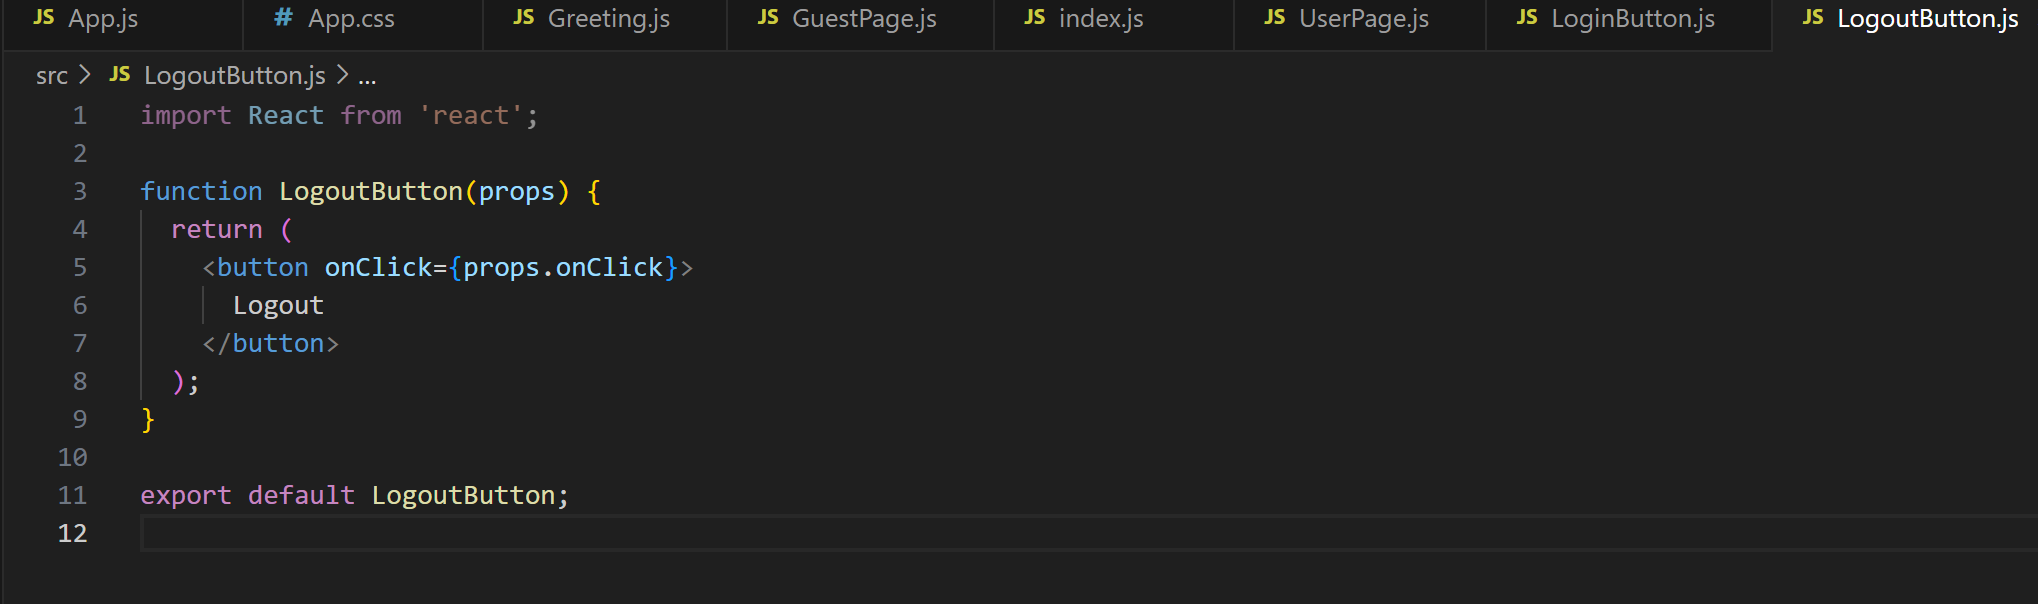 JS App.js # App.css JS Greeting.js JS GuestPage.js JS index.js JS UserPage.js JS LoginButton.js JS LogoutButton.js
src > JS LogoutButton.js > ...
1 import React from 'react';
2
3 function LogoutButton(props) {
4   return (
5     <button onClick={props.onClick}>
6       Logout
7     </button>
8   );
9 }
10
11 export default LogoutButton;
12